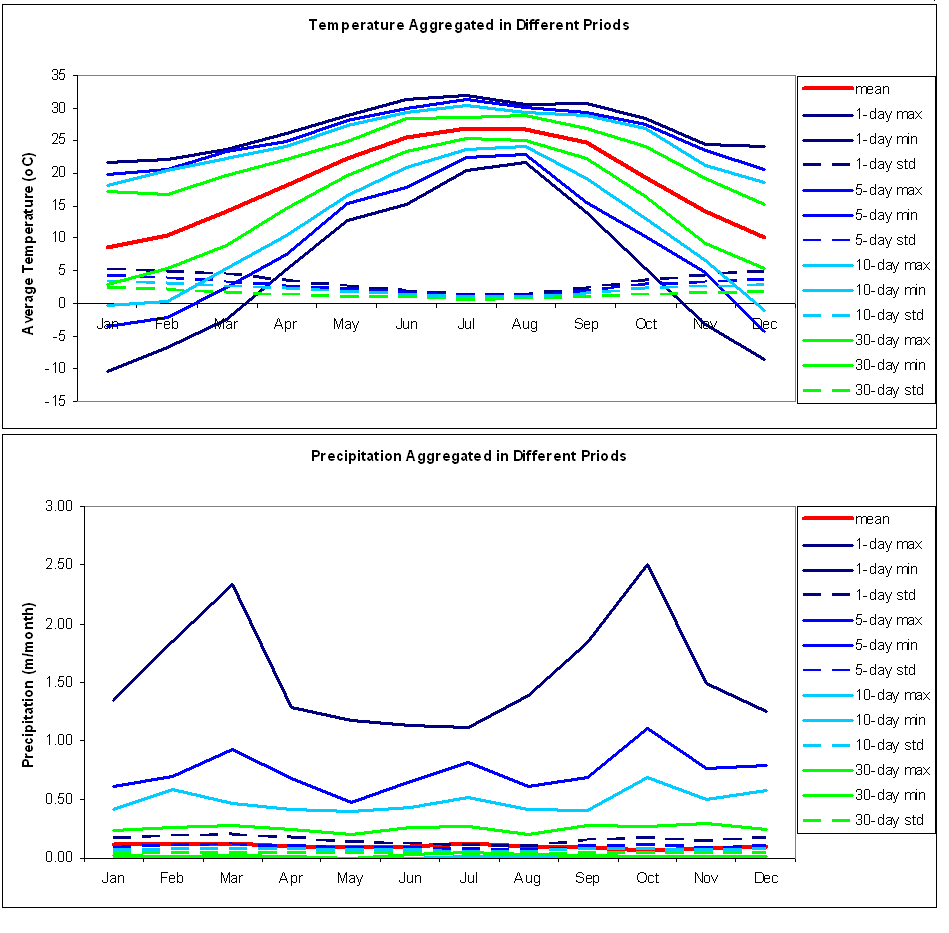 Temperature Aggregated in Different Priods
Average Temperature (oC)
35
30
25
20
15
10
5
0
-5
-10
-15
Jan Feb Mar Apr May Jun Jul Aug Sep Oct Nov Dec
mean
1-day max
1-day min
1-day std
5-day max
5-day min
5-day std
10-day max
10-day min
10-day std
30-day max
30-day min
30-day std
Precipitation Aggregated in Different Priods
Precipitation (m/month)
3.00
2.50
2.00
1.50
1.00
0.50
0.00
Jan Feb Mar Apr May Jun Jul Aug Sep Oct Nov Dec
mean
1-day max
1-day min
1-day std
5-day max
5-day min
5-day std
10-day max
10-day min
10-day std
30-day max
30-day min
30-day std